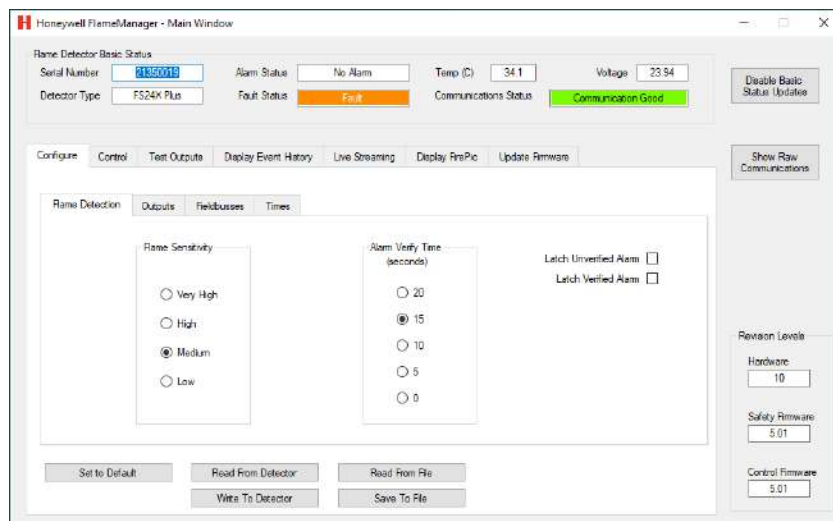 Honeywell FlameManager - Main Window
Flame Detector Basic Status
Serial Number 21350019 Alarm Status No Alarm Temp (C) 34.1 Voltage 23.94
Detector Type FS24X Plus Fault Status Fault Communications Status Communication Good
Disable Basic
Status Updates
Configure Control Test Outputs Display Event History Live Streaming Display FirePic Update Firmware
Show Raw
Communications
Flame Detection Outputs Fieldbusses Times
Flame Sensitivity
Very High
High
Medium
Low
Alarm Verify Time
(seconds)
20
15
10
5
0
Latch Unverified Alarm
Latch Verified Alarm
Revision Levels
Hardware
10
Safety Firmware
5.01
Control Firmware
5.01
Set to Default Read From Detector Read From File
Write To Detector Save To File